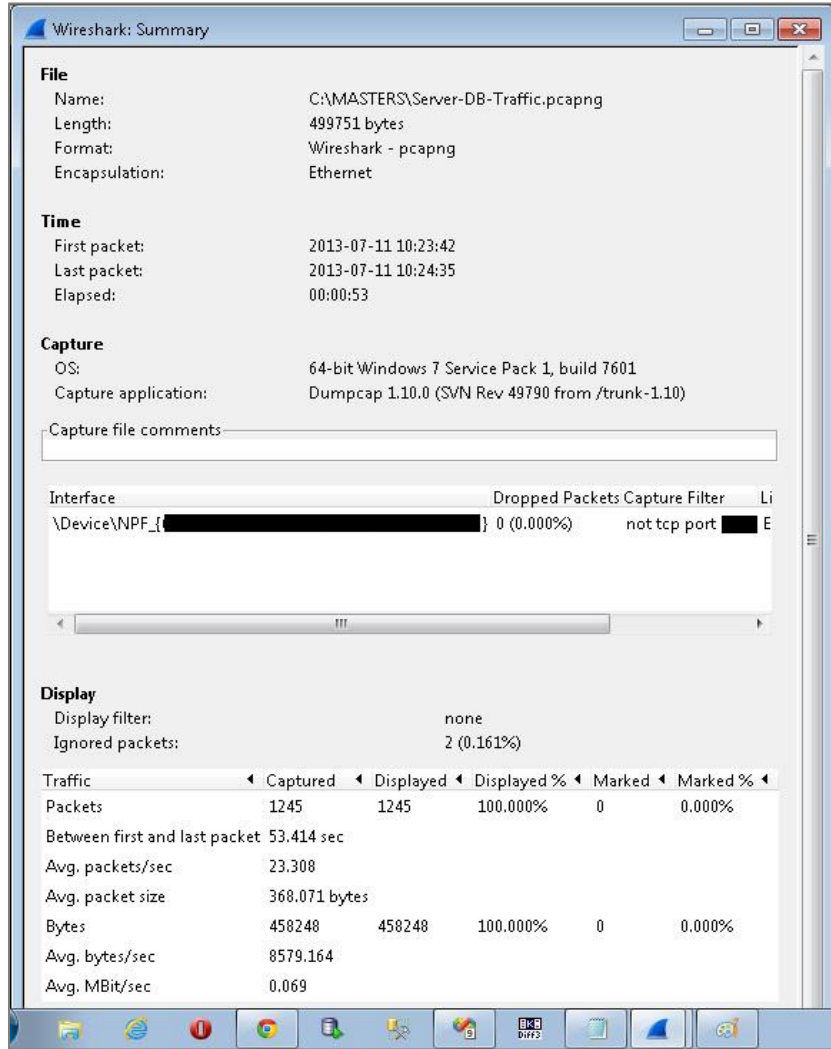 Wireshark: Summary
File
Name: C:\MASTERS\Server-DB-Traffic.pcapng
Length: 499751 bytes
Format: Wireshark - pcapng
Encapsulation: Ethernet
Time
First packet: 2013-07-11 10:23:42
Last packet: 2013-07-11 10:24:35
Elapsed: 00:00:53
Capture
OS: 64-bit Windows 7 Service Pack 1, build 7601
Capture application: Dumpcap 1.10.0 (SVN Rev 49790 from /trunk-1.10)
Capture file comments
Interface Dropped Packets Capture Filter Li
\Device\NPF_{ } 0 (0.000%) not tcp port E
Display
Display filter: none
Ignored packets: 2 (0.161%)
Traffic Captured Displayed Displayed % Marked Marked %
Packets 1245 1245 100.000% 0 0.000%
Between first and last packet 53.414 sec
Avg. packets/sec 23.308
Avg. packet size 368.071 bytes
Bytes 458248 458248 100.000% 0 0.000%
Avg. bytes/sec 8579.164
Avg. MBit/sec 0.069
9
Diff3